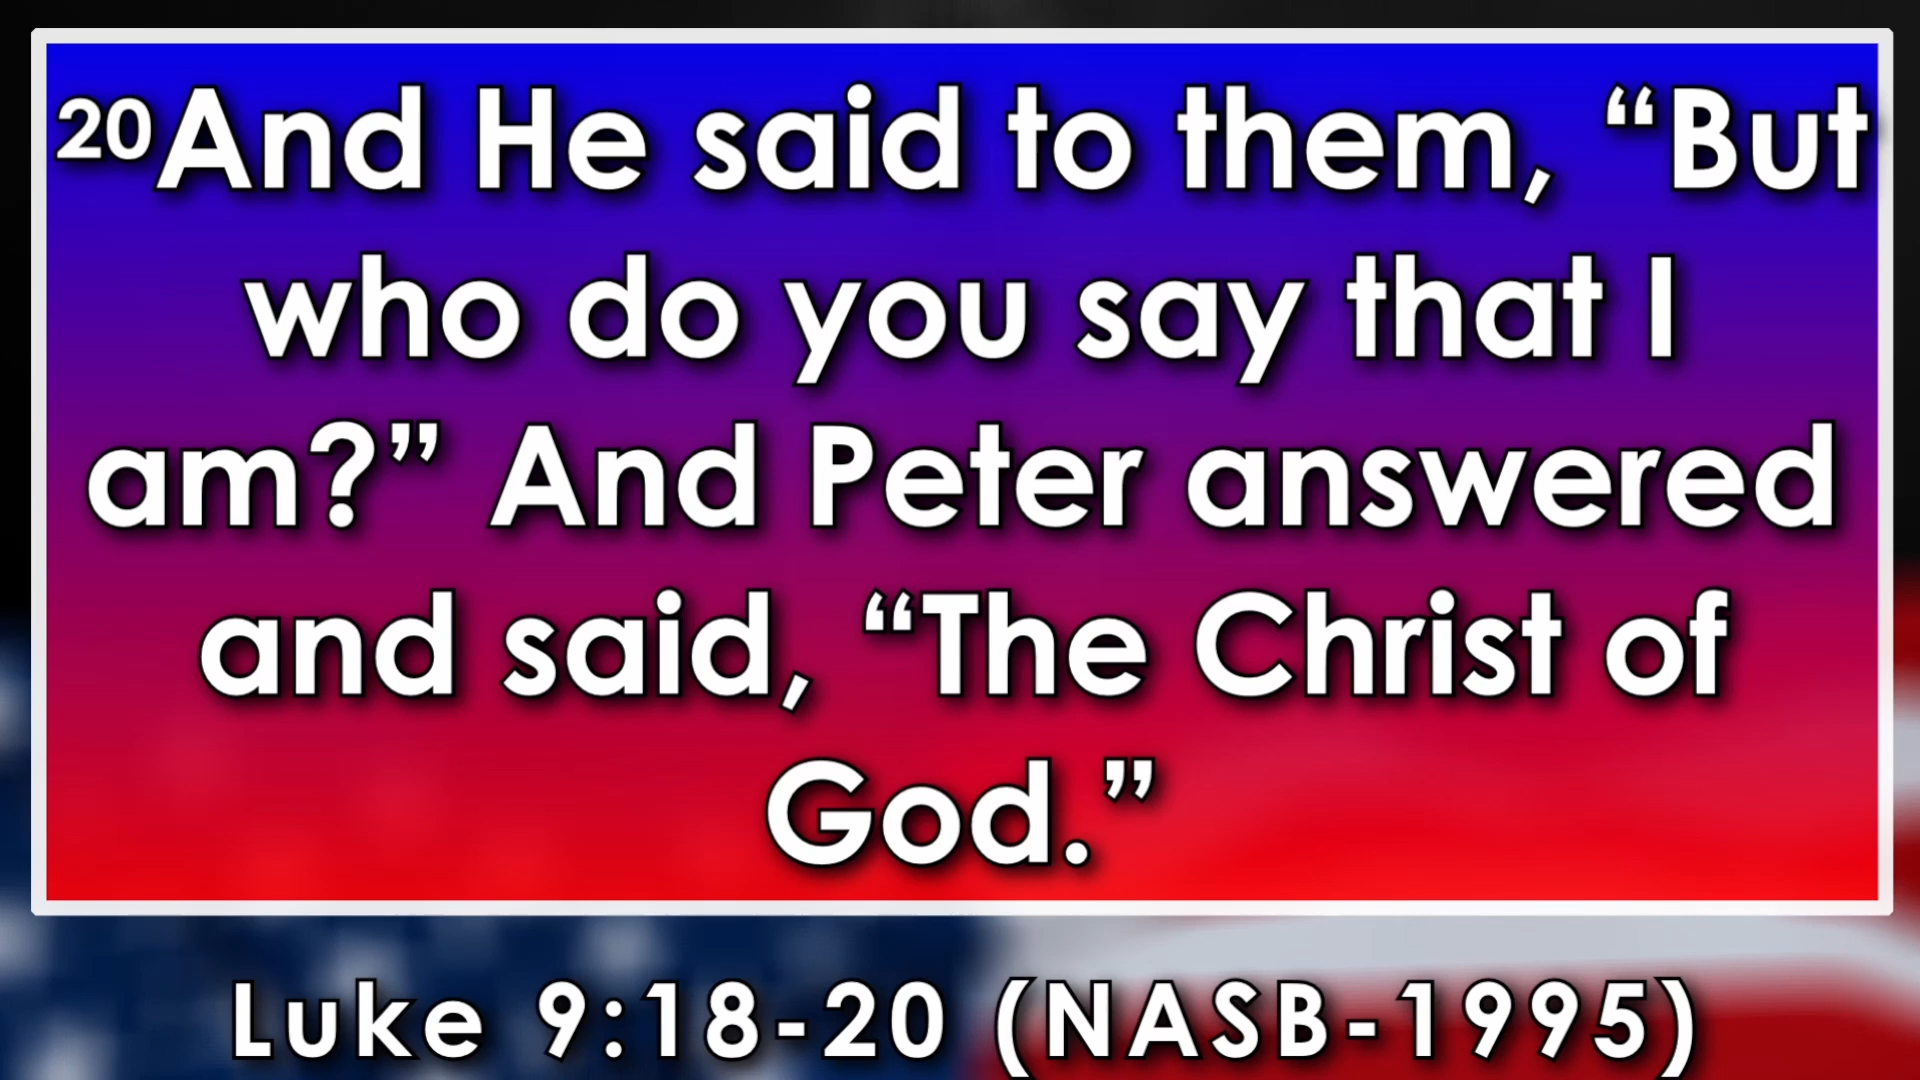 20And He said to them, “But
who do you say that I
am?” And Peter answered
and said, “The Christ of
God.”
Luke 9:18-20 (NASB-1995)